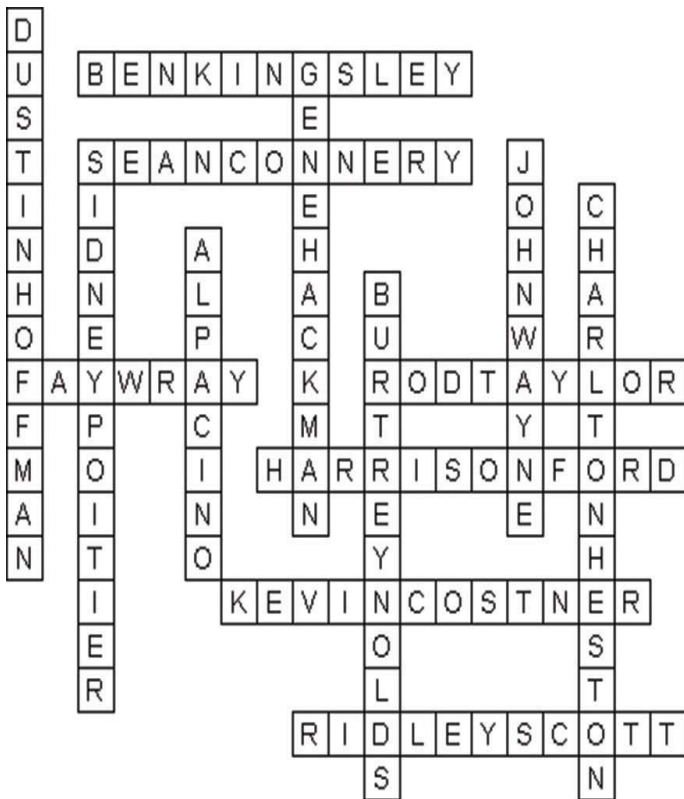 DUSTINHOFFMAN
BENKINGSLEY
GENEHACKMAN
SEANCONNERY
SIDNEYPOITIER
JOHNWAYNE
CHARLTONHESTON
ALPACINO
BURTREYNOLDS
FAYWRAY
RODTAYLOR
HARRISONFORD
KEVINCOSTNER
RIDLEYSCOTT